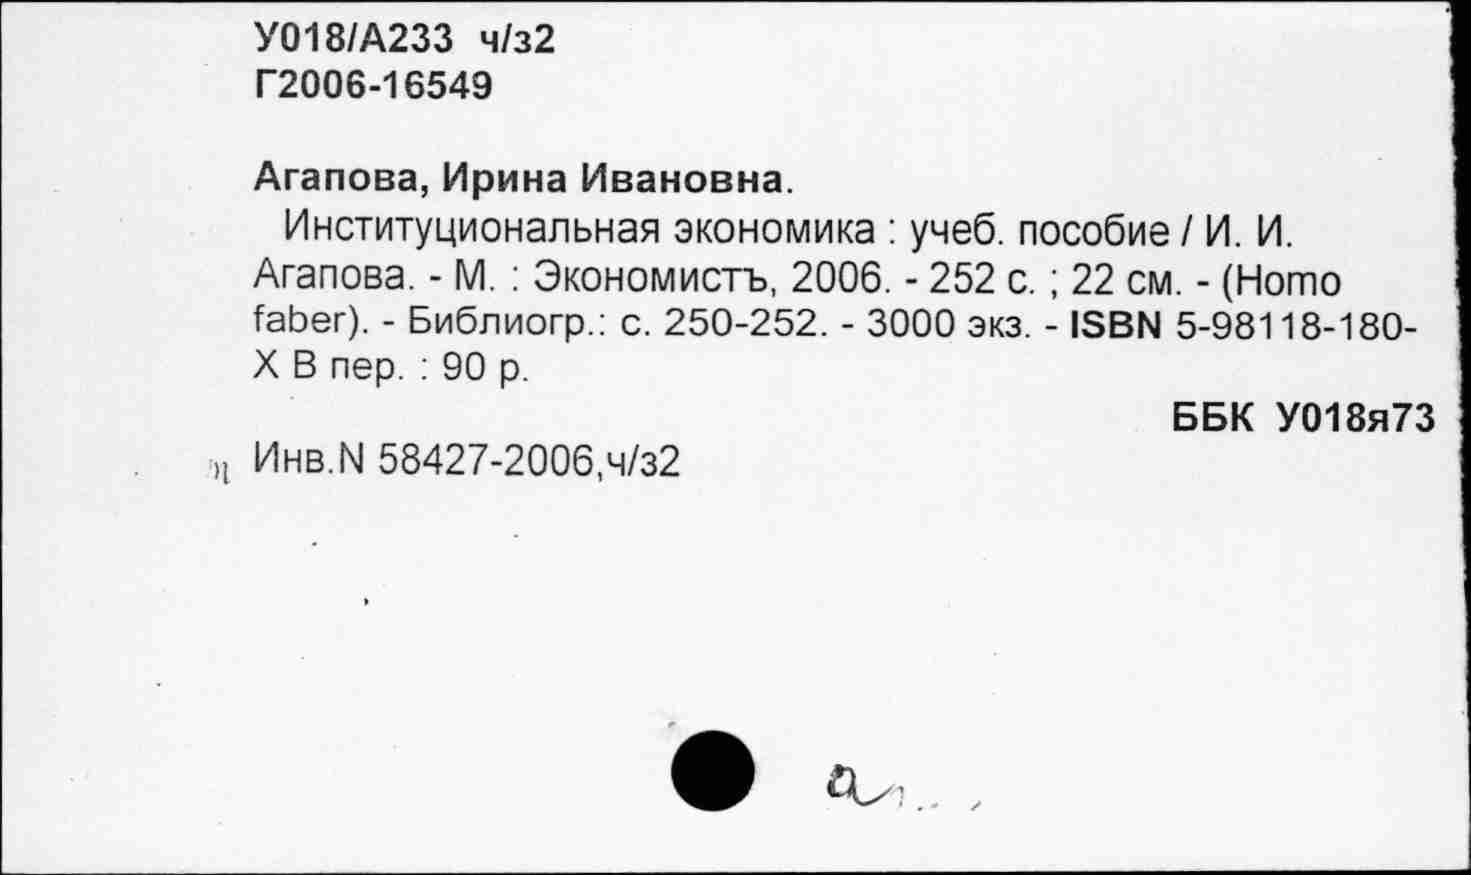 У018/А233 ч/з2
Г2006-16549
Агапова, Ирина Ивановна.
Институциональная экономика : учеб. пособие / И. И.
Агапова. - М. : Экономистъ, 2006. - 252 с. ; 22 см. - (Homo
faber). - Библиогр.: с. 250-252. - 3000 экз. - ISBN 5-98118-180-
X В пер. : 90 р.
ББК У018я73
Инв.N 58427-2006,ч/з2